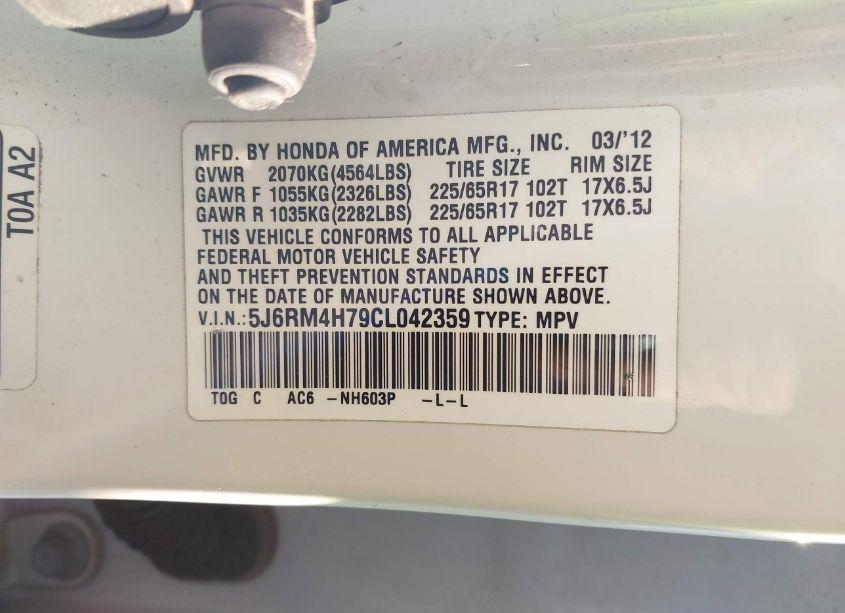 MFD. BY HONDA OF AMERICA MFG., INC. 03/'12
GVWR 2070KG(4564LBS) TIRE SIZE RIM SIZE
GAWR F 1055KG(2326LBS) 225/65R17 102T 17X6.5J
GAWR R 1035KG(2282LBS) 225/65R17 102T 17X6.5J
THIS VEHICLE CONFORMS TO ALL APPLICABLE
FEDERAL MOTOR VEHICLE SAFETY
AND THEFT PREVENTION STANDARDS IN EFFECT
ON THE DATE OF MANUFACTURE SHOWN ABOVE.
V.I.N.:5J6RM4H79CL042359 TYPE: MPV
T0G C AC6 -NH603P -L-L
T0A A2